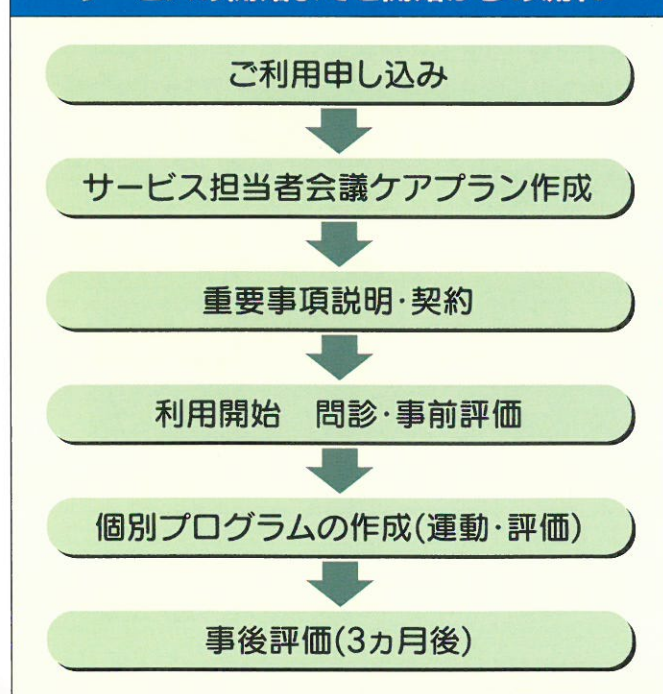 ご利用申し込み
サービス担当者会議ケアプラン作成
重要事項説明・契約
利用開始　問診・事前評価
個別プログラムの作成(運動・評価)
事後評価(3ヵ月後)